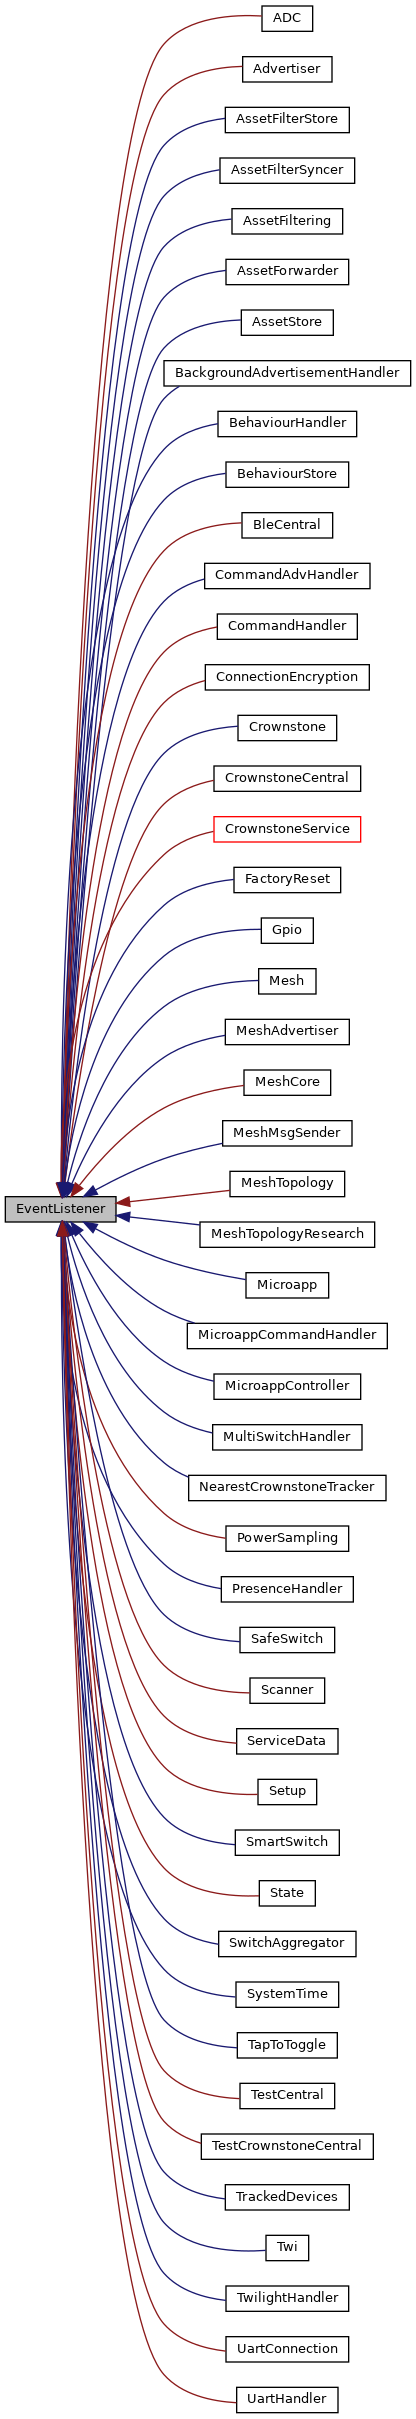 ADC
Advertiser
AssetFilterStore
AssetFilterSyncer
AssetFiltering
AssetForwarder
AssetStore
BackgroundAdvertisementHandler
BehaviourHandler
BehaviourStore
BleCentral
CommandAdvHandler
CommandHandler
ConnectionEncryption
Crownstone
CrownstoneCentral
CrownstoneService
FactoryReset
Gpio
Mesh
MeshAdvertiser
MeshCore
MeshMsgSender
MeshTopology
EventListener
MeshTopologyResearch
Microapp
MicroappCommandHandler
MicroappController
MultiSwitchHandler
NearestCrownstoneTracker
PowerSampling
PresenceHandler
SafeSwitch
Scanner
ServiceData
Setup
SmartSwitch
State
SwitchAggregator
SystemTime
TapToToggle
TestCentral
TestCrownstoneCentral
TrackedDevices
Twi
TwilightHandler
UartConnection
UartHandler